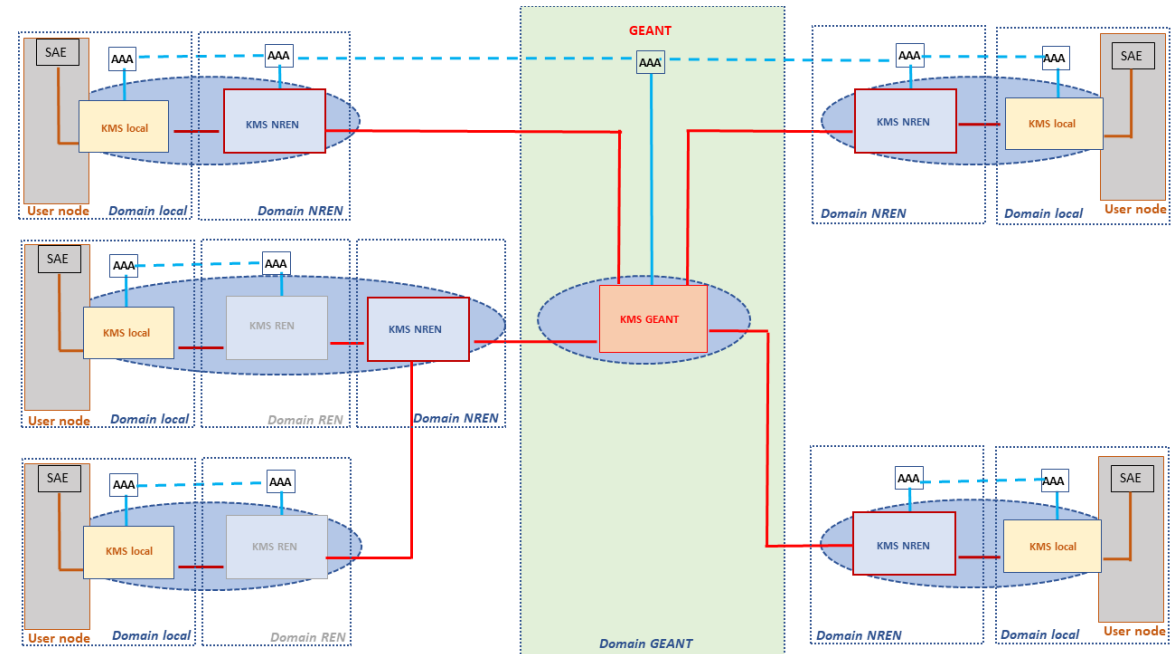 GEANT
SAE
AAA
AAA
AAA
AAA
AAA
SAE
KMS local
KMS NREN
KMS NREN
KMS local
User node
Domain local
Domain NREN
Domain NREN
Domain local
User node
SAE
AAA
AAA
KMS local
KMS REN
KMS NREN
KMS GEANT
User node
Domain local
Domain REN
Domain NREN
SAE
AAA
AAA
AAA
AAA
SAE
KMS local
KMS REN
KMS NREN
KMS local
User node
Domain local
Domain REN
Domain GEANT
Domain NREN
Domain local
User node